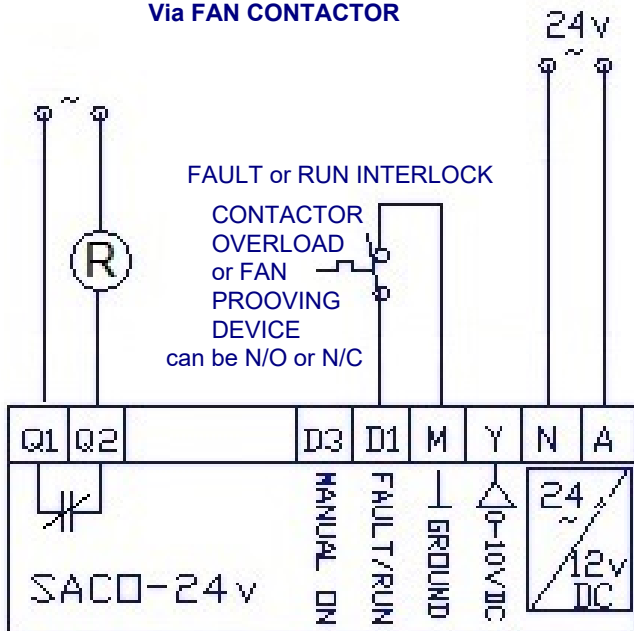 Via FAN CONTACTOR
24v
~
~
FAULT or RUN INTERLOCK
CONTACTOR
OVERLOAD
or FAN
PROOVING
DEVICE
can be N/O or N/C
R
Q1 Q2 D3 D1 M Y N A
MANUAL ON
FAULT/RUN
GROUND
0-10VDC
24
~
12v
DC
SACO-24v